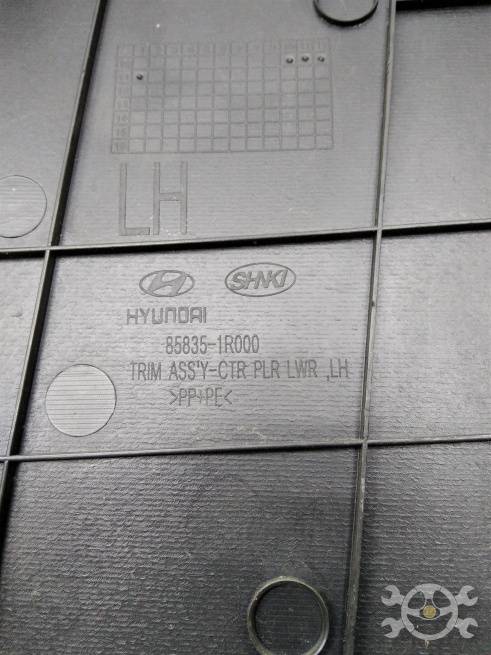 LH
SHNKI
HYUNDAI
85835-1R000
TRIM ASS'Y-CTR PLR LWR ,LH
>PP+PE<